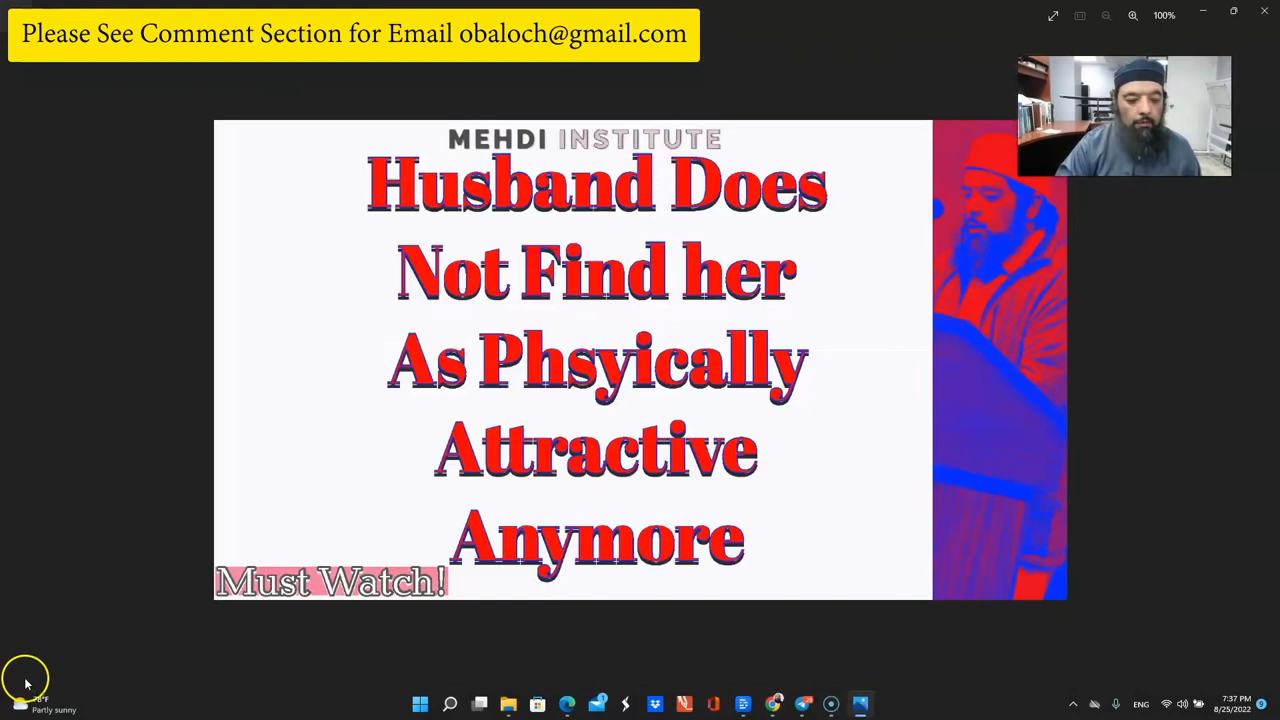 Please See Comment Section for Email obaloch@gmail.com
100%
MEHDI INSTITUTE
Husband Does
Not Find her
As Phsyically
Attractive
Anymore
Must Watch!
78°F
Partly sunny
ENG
7:37 PM
8/25/2022